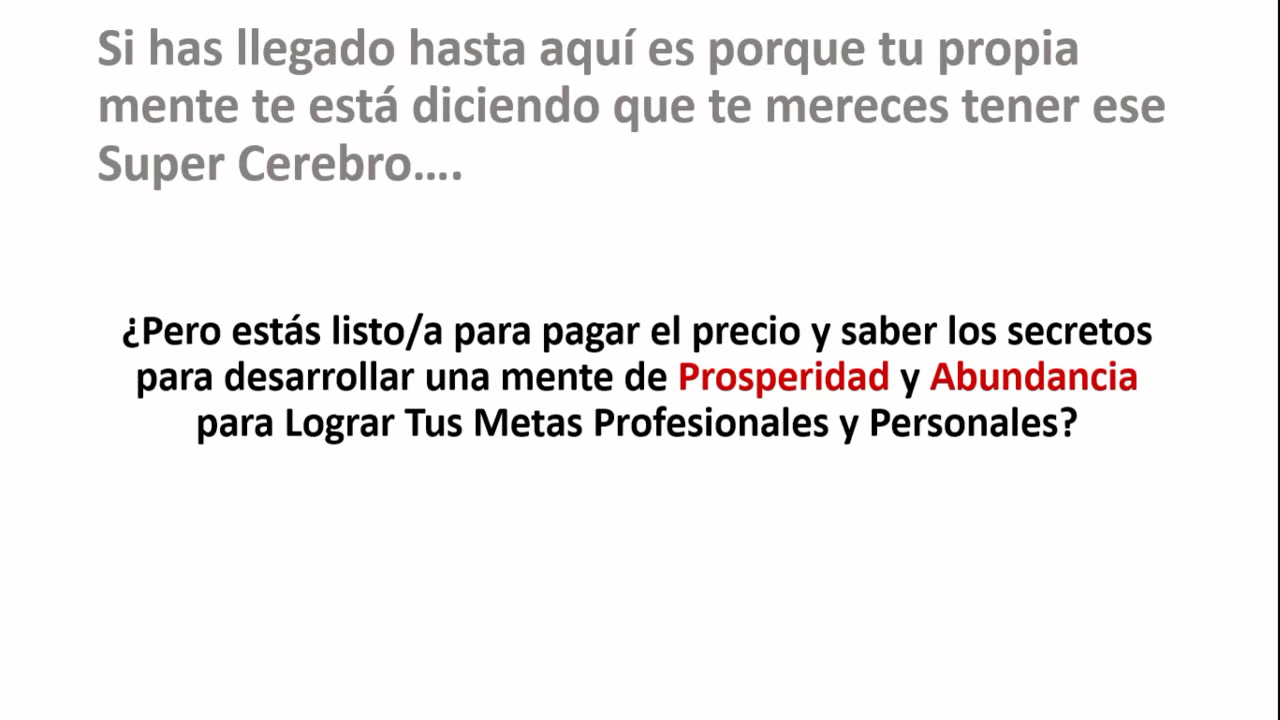 Si has llegado hasta aquí es porque tu propia
mente te está diciendo que te mereces tener ese
Super Cerebro....
¿Pero estás listo/a para pagar el precio y saber los secretos
para desarrollar una mente de Prosperidad y Abundancia
para Lograr Tus Metas Profesionales y Personales?